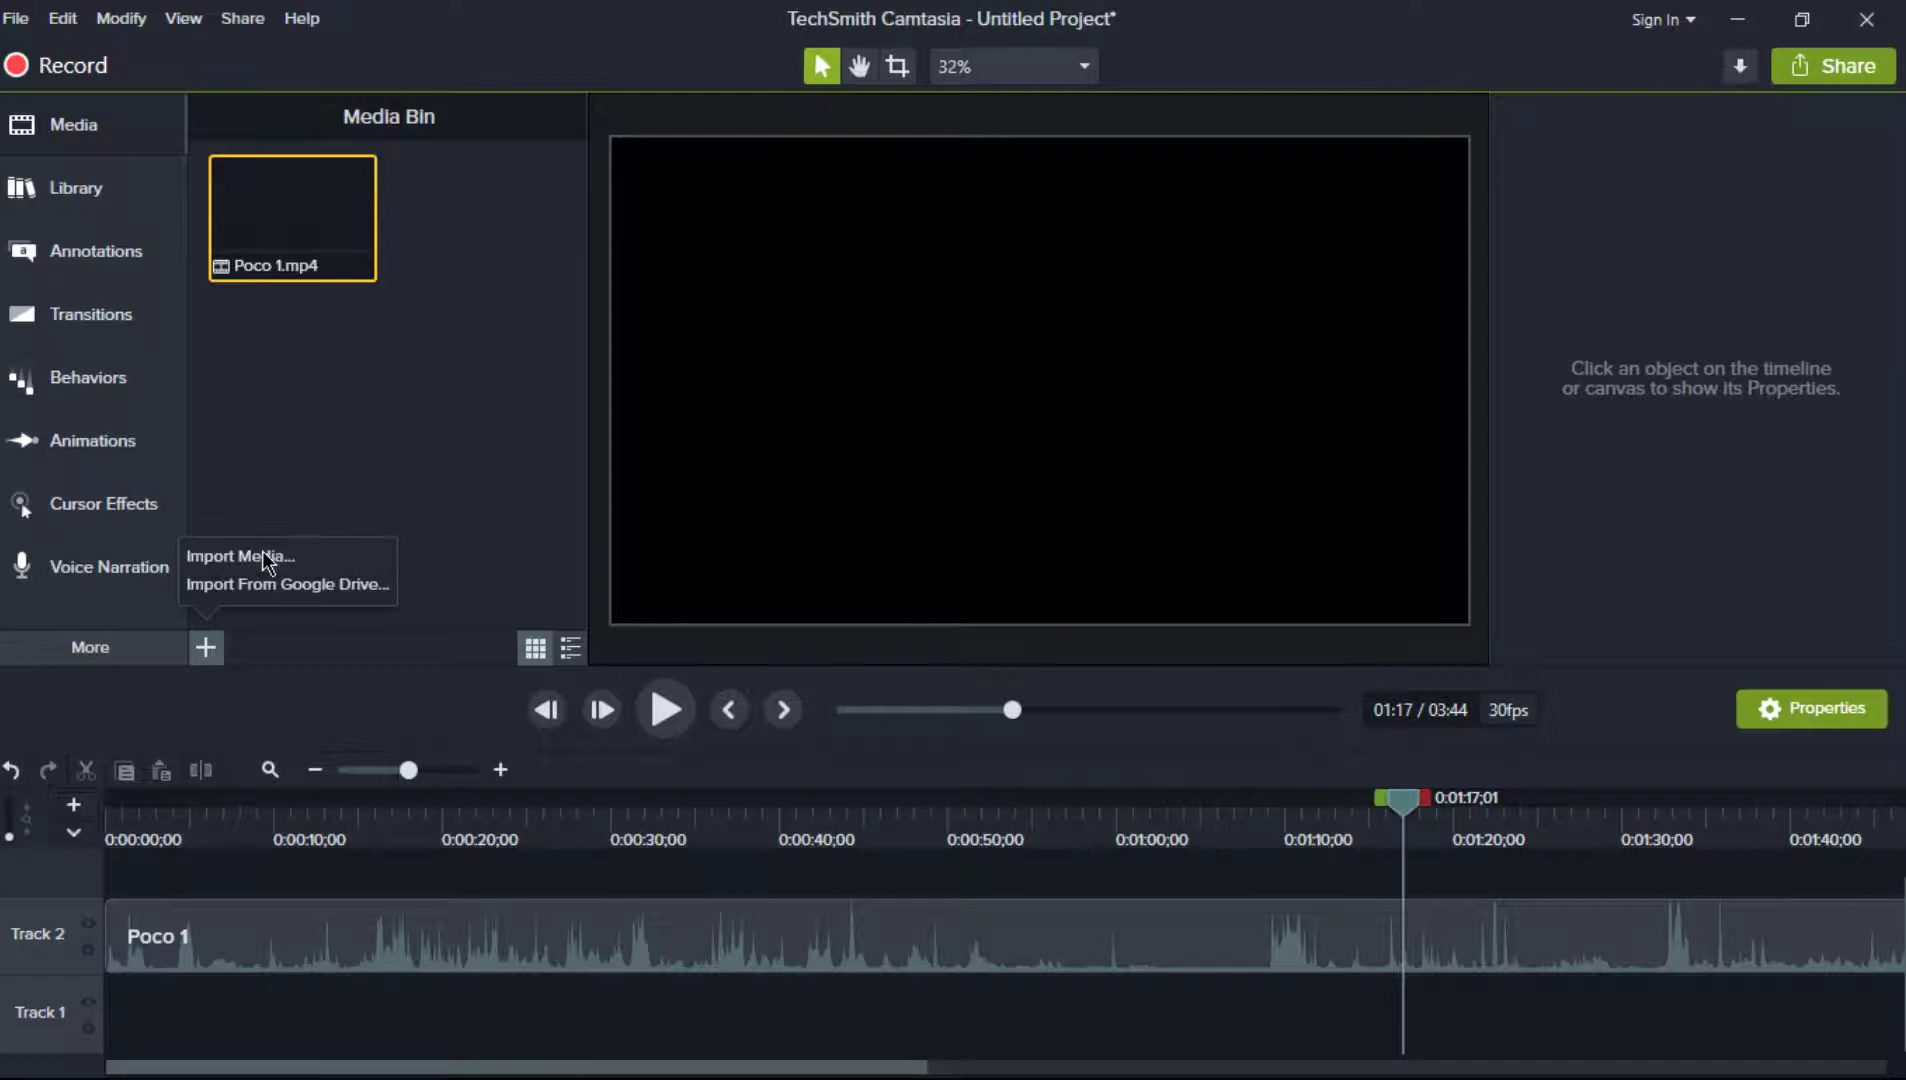 File Edit Modify View Share Help
TechSmith Camtasia - Untitled Project*
Sign In
Record
32%
Share
Media
Media Bin
Library
Poco 1.mp4
Annotations
Transitions
Behaviors
Click an object on the timeline
or canvas to show its Properties.
Animations
Cursor Effects
Import Media...
Voice Narration
Import From Google Drive...
More
01:17 / 03:44 30fps
Properties
0:01:17;01
0:00:00;00 0:00:10;00 0:00:20;00 0:00:30;00 0:00:40;00 0:00:50;00 0:01:00;00 0:01:10;00 0:01:20;00 0:01:30;00 0:01:40;00
Track 2
Poco 1
Track 1